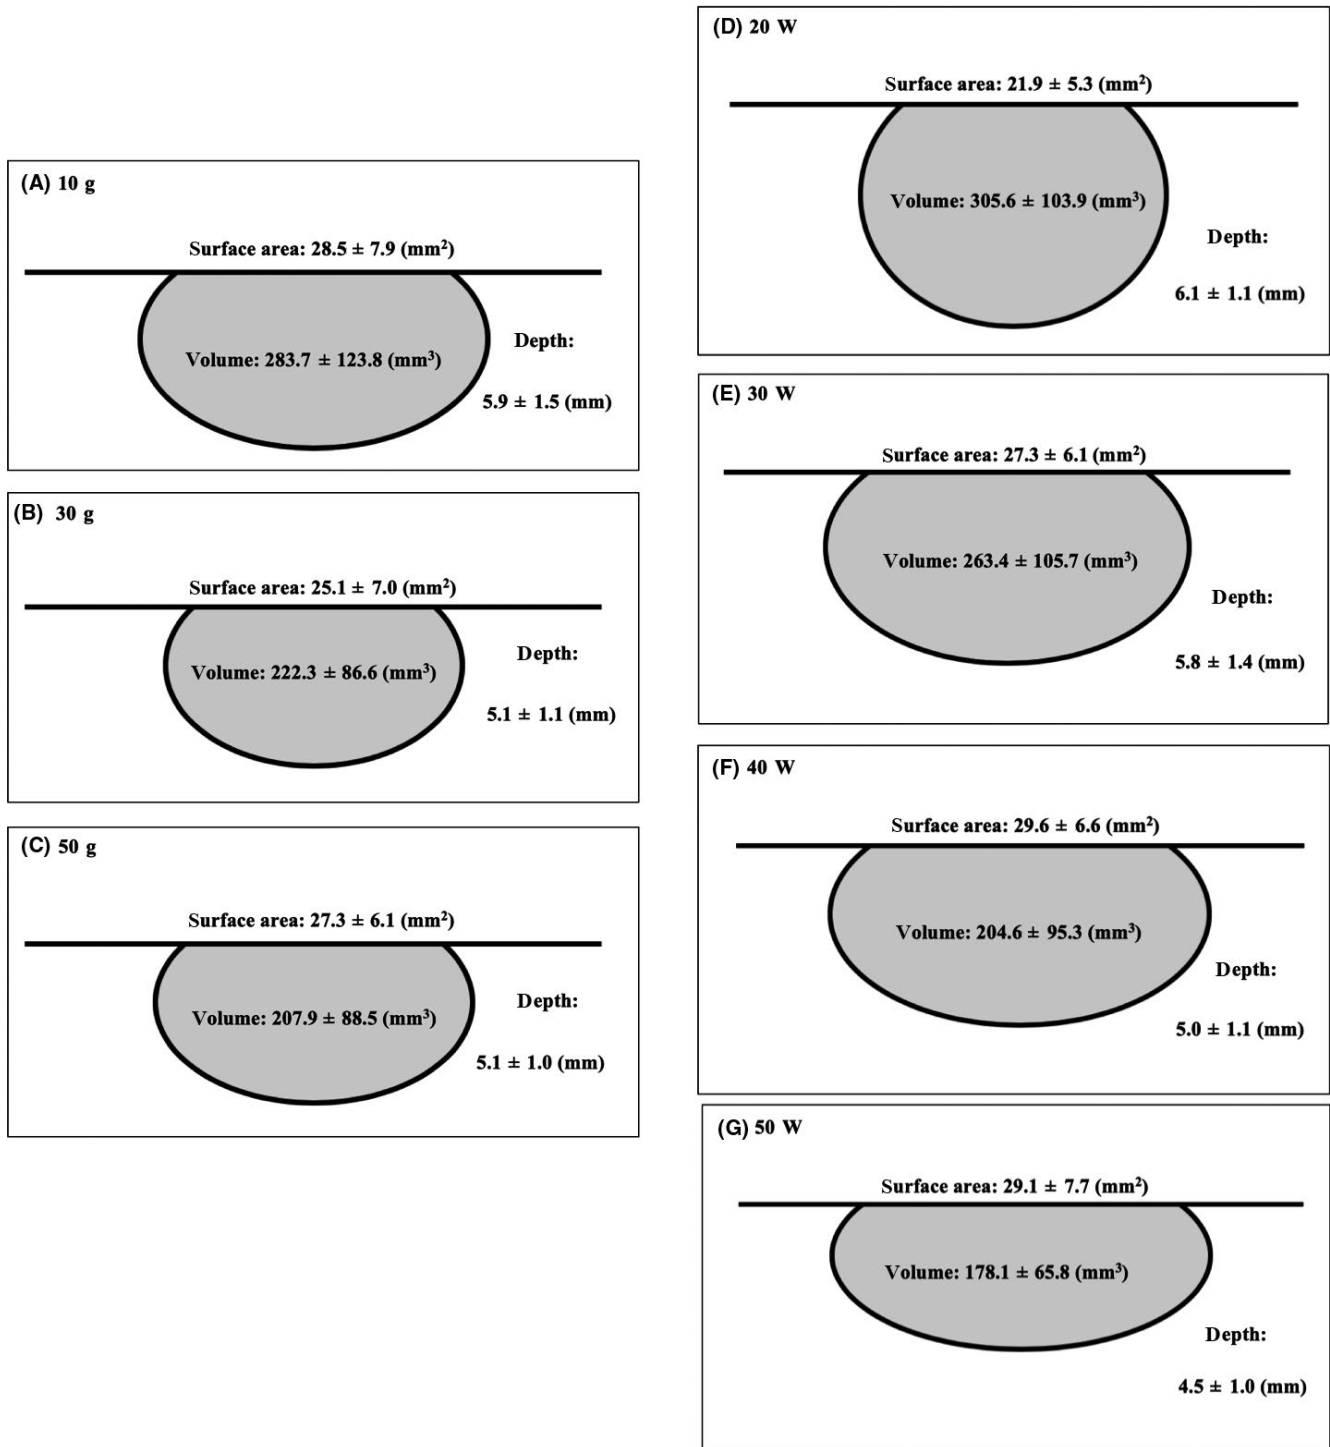 (A) 10 g
Surface area: 28.5 ± 7.9 (mm²)
Volume: 283.7 ± 123.8 (mm³)
Depth:
5.9 ± 1.5 (mm)
(B) 30 g
Surface area: 25.1 ± 7.0 (mm²)
Volume: 222.3 ± 86.6 (mm³)
Depth:
5.1 ± 1.1 (mm)
(C) 50 g
Surface area: 27.3 ± 6.1 (mm²)
Volume: 207.9 ± 88.5 (mm³)
Depth:
5.1 ± 1.0 (mm)
(D) 20 W
Surface area: 21.9 ± 5.3 (mm²)
Volume: 305.6 ± 103.9 (mm³)
Depth:
6.1 ± 1.1 (mm)
(E) 30 W
Surface area: 27.3 ± 6.1 (mm²)
Volume: 263.4 ± 105.7 (mm³)
Depth:
5.8 ± 1.4 (mm)
(F) 40 W
Surface area: 29.6 ± 6.6 (mm²)
Volume: 204.6 ± 95.3 (mm³)
Depth:
5.0 ± 1.1 (mm)
(G) 50 W
Surface area: 29.1 ± 7.7 (mm²)
Volume: 178.1 ± 65.8 (mm³)
Depth:
4.5 ± 1.0 (mm)